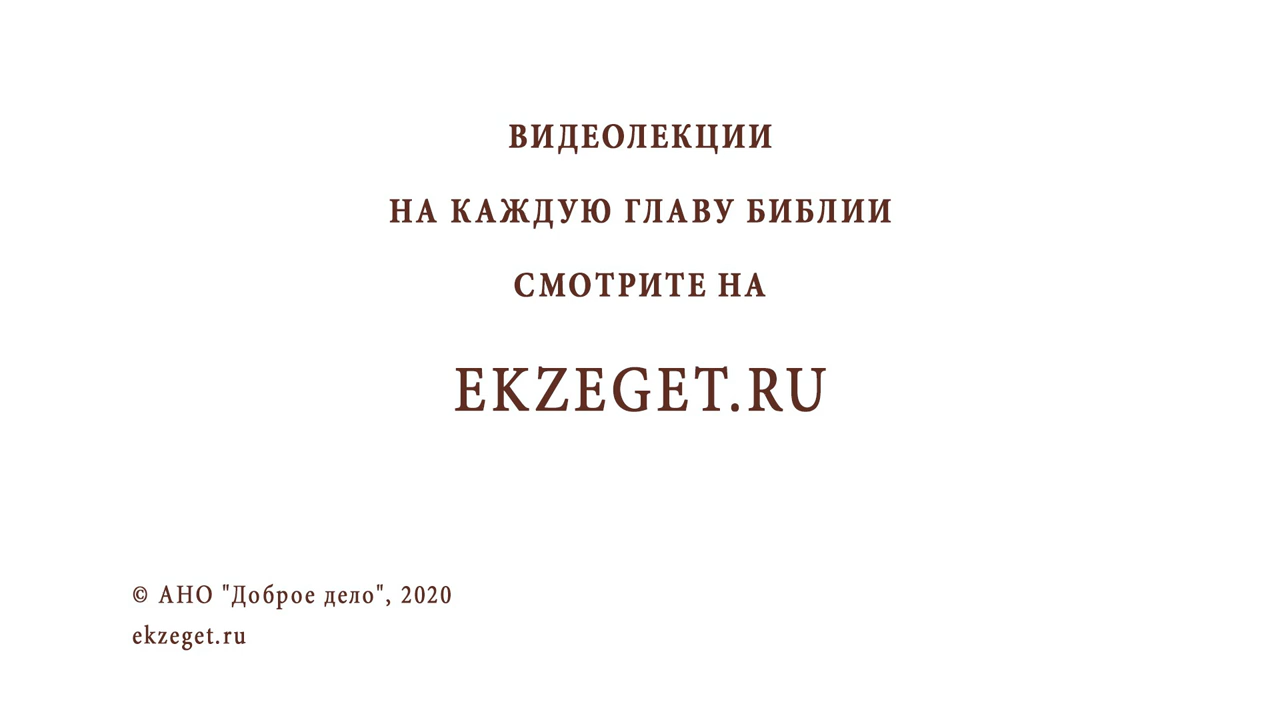 ВИДЕОЛЕКЦИИ
НА КАЖДУЮ ГЛАВУ БИБЛИИ
СМОТРИТЕ НА
EKZEGET.RU
© АНО "Доброе дело", 2020
ekzeget.ru